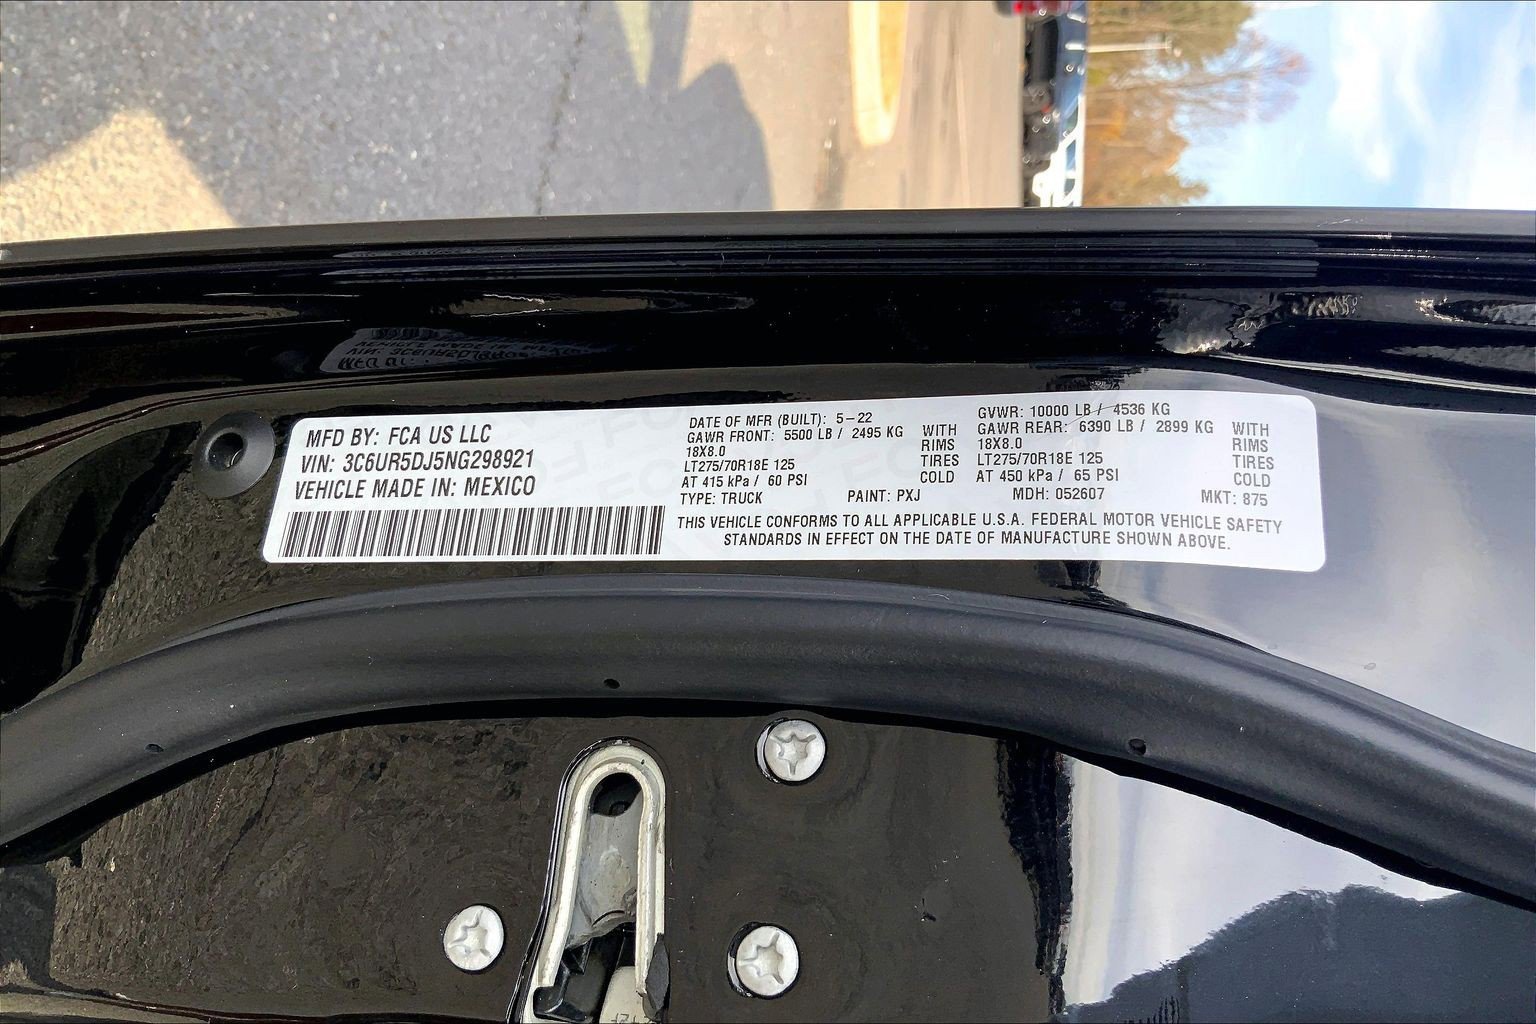 MFD BY: FCA US LLC
VIN: 3C6UR5DJ5NG298921
VEHICLE MADE IN: MEXICO
DATE OF MFR (BUILT): 5-22
GAWR FRONT: 5500 LB / 2495 KG WITH
18X8.0 RIMS
LT275/70R18E 125 TIRES
AT 415 kPa / 60 PSI COLD
GVWR: 10000 LB / 4536 KG
GAWR REAR: 6390 LB / 2899 KG WITH
18X8.0 RIMS
LT275/70R18E 125 TIRES
AT 450 kPa / 65 PSI COLD
TYPE: TRUCK PAINT: PXJ MDH: 052607 MKT: 875
THIS VEHICLE CONFORMS TO ALL APPLICABLE U.S.A. FEDERAL MOTOR VEHICLE SAFETY
STANDARDS IN EFFECT ON THE DATE OF MANUFACTURE SHOWN ABOVE.